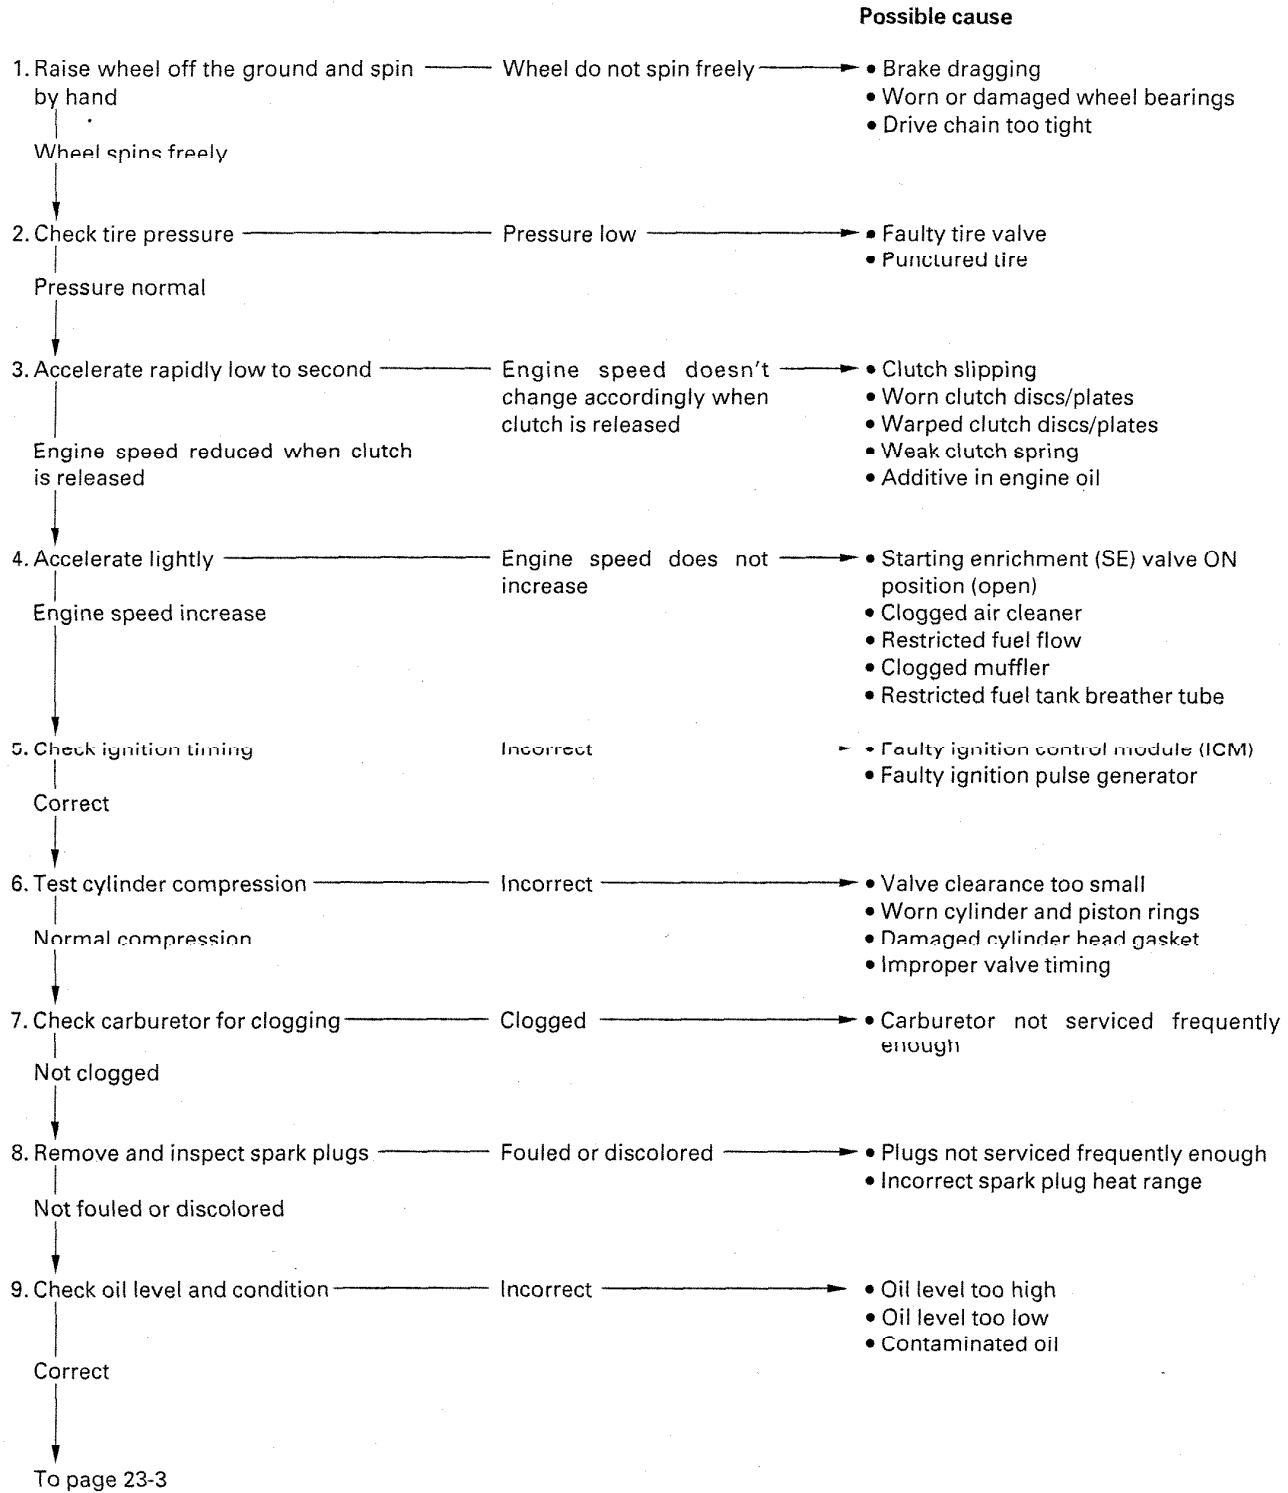 Possible cause
1. Raise wheel off the ground and spin by hand
Wheel do not spin freely
• Brake dragging
• Worn or damaged wheel bearings
• Drive chain too tight
Wheel spins freely
2. Check tire pressure
Pressure low
• Faulty tire valve
• Punctured tire
Pressure normal
3. Accelerate rapidly low to second
Engine speed doesn't
change accordingly when
clutch is released
• Clutch slipping
• Worn clutch discs/plates
• Warped clutch discs/plates
• Weak clutch spring
• Additive in engine oil
Engine speed reduced when clutch
is released
4. Accelerate lightly
Engine speed does not
increase
• Starting enrichment (SE) valve ON
position (open)
• Clogged air cleaner
• Restricted fuel flow
• Clogged muffler
• Restricted fuel tank breather tube
Engine speed increase
5. Check ignition timing
Incorrect
• Faulty ignition control module (ICM)
• Faulty ignition pulse generator
Correct
6. Test cylinder compression
Incorrect
• Valve clearance too small
• Worn cylinder and piston rings
• Damaged cylinder head gasket
• Improper valve timing
Normal compression
7. Check carburetor for clogging
Clogged
• Carburetor not serviced frequently
enough
Not clogged
8. Remove and inspect spark plugs
Fouled or discolored
• Plugs not serviced frequently enough
• Incorrect spark plug heat range
Not fouled or discolored
9. Check oil level and condition
Incorrect
• Oil level too high
• Oil level too low
• Contaminated oil
Correct
To page 23-3